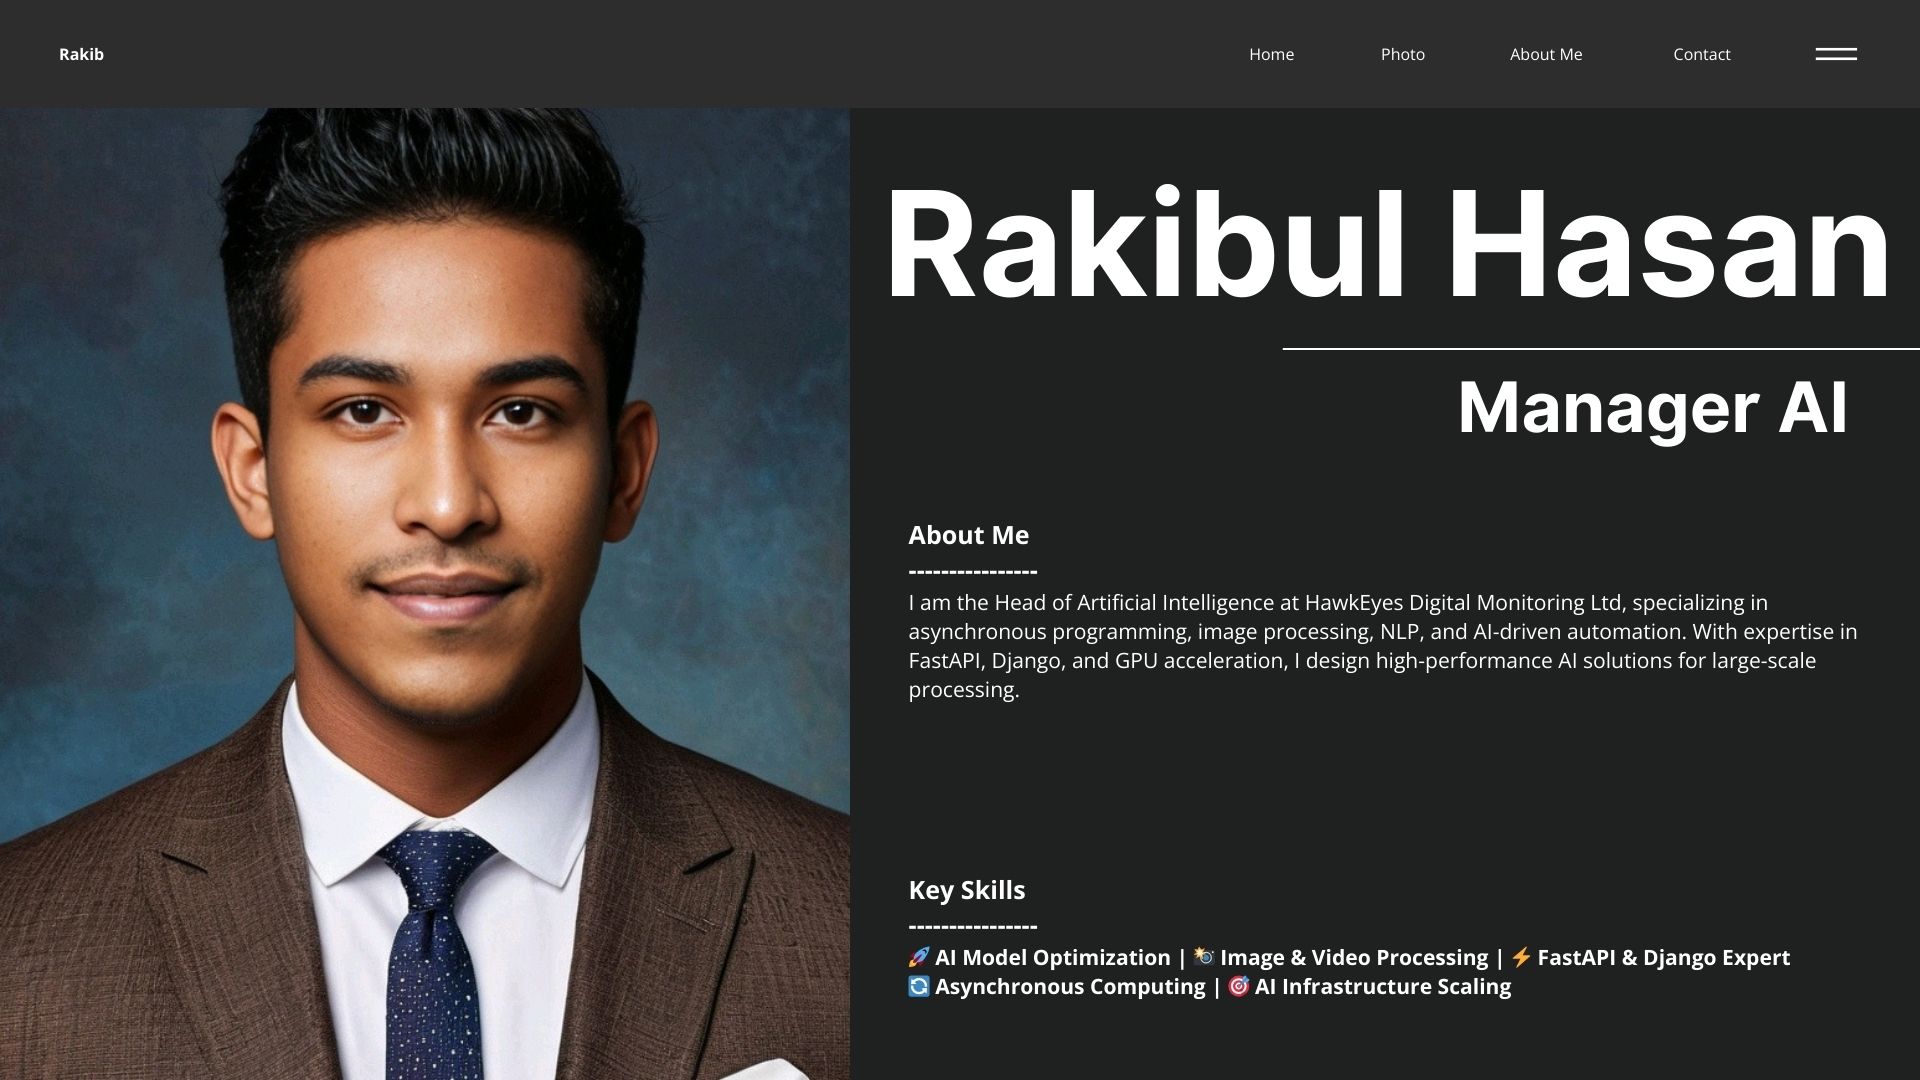 Rakib
Home Photo About Me Contact
Rakibul Hasan
Manager AI
About Me
----------------
I am the Head of Artificial Intelligence at HawkEyes Digital Monitoring Ltd, specializing in
asynchronous programming, image processing, NLP, and AI-driven automation. With expertise in
FastAPI, Django, and GPU acceleration, I design high-performance AI solutions for large-scale
processing.
Key Skills
----------------
🚀 AI Model Optimization | 📸 Image & Video Processing | ⚡ FastAPI & Django Expert
🔄 Asynchronous Computing | 🎯 AI Infrastructure Scaling